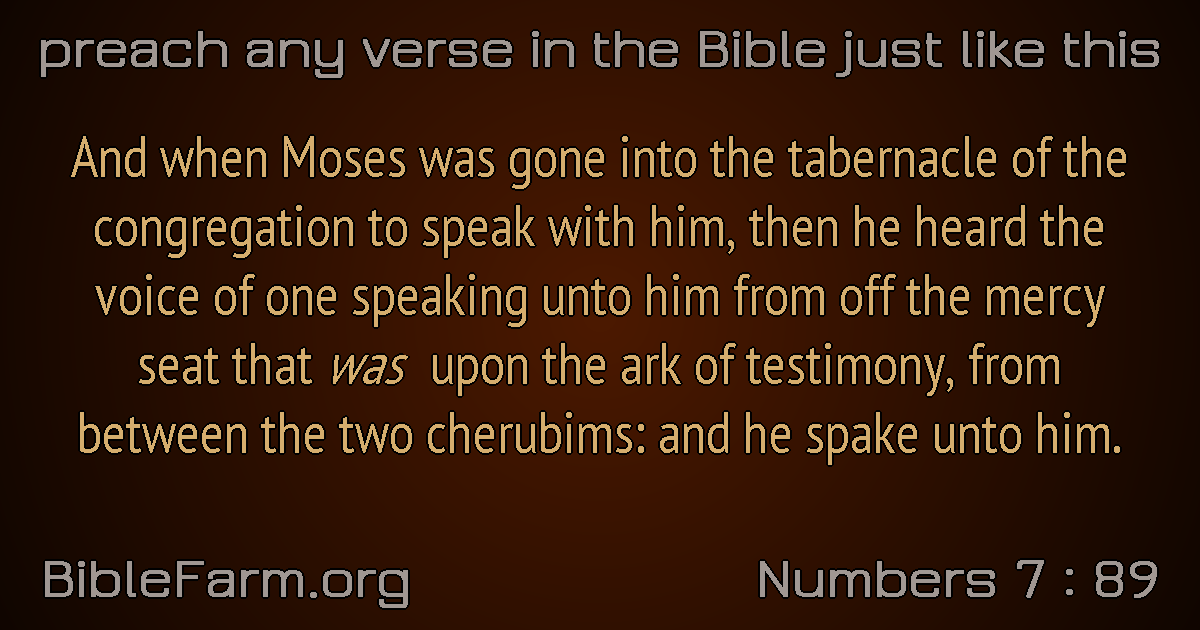 preach any verse in the Bible just like this
And when Moses was gone into the tabernacle of the
congregation to speak with him, then he heard the
voice of one speaking unto him from off the mercy
seat that was upon the ark of testimony, from
between the two cherubims: and he spake unto him.
BibleFarm.org
Numbers 7 : 89